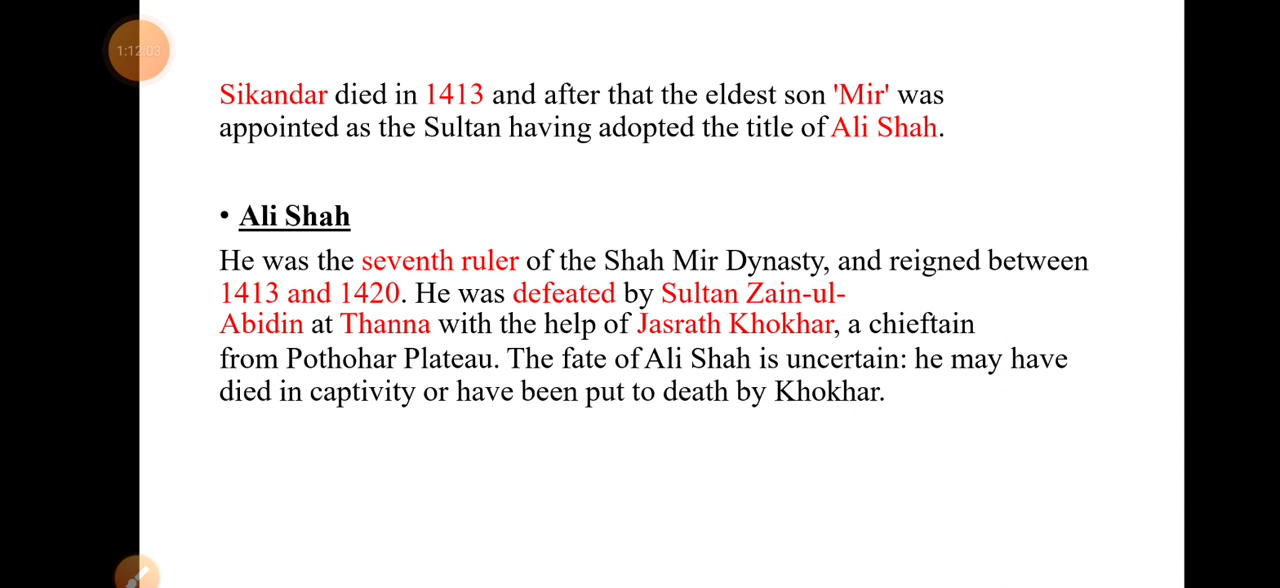 1:12:03
Sikandar died in 1413 and after that the eldest son 'Mir' was
appointed as the Sultan having adopted the title of Ali Shah.
• Ali Shah
He was the seventh ruler of the Shah Mir Dynasty, and reigned between
1413 and 1420. He was defeated by Sultan Zain-ul-
Abidin at Thanna with the help of Jasrath Khokhar, a chieftain
from Pothohar Plateau. The fate of Ali Shah is uncertain: he may have
died in captivity or have been put to death by Khokhar.